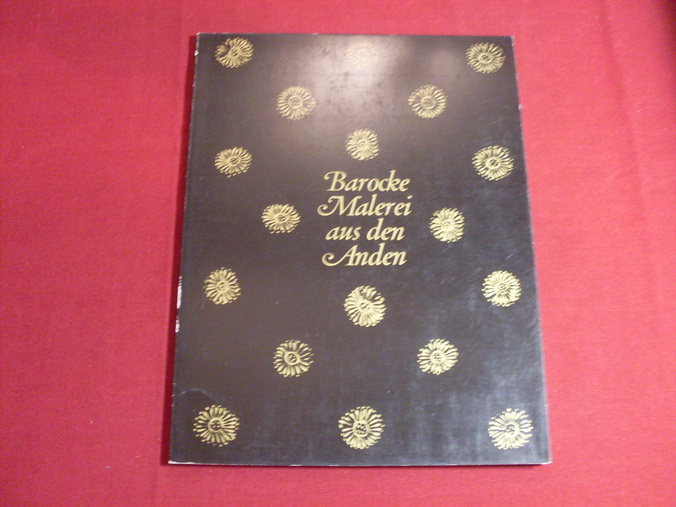 Barocke
Malerei
aus den
Anden